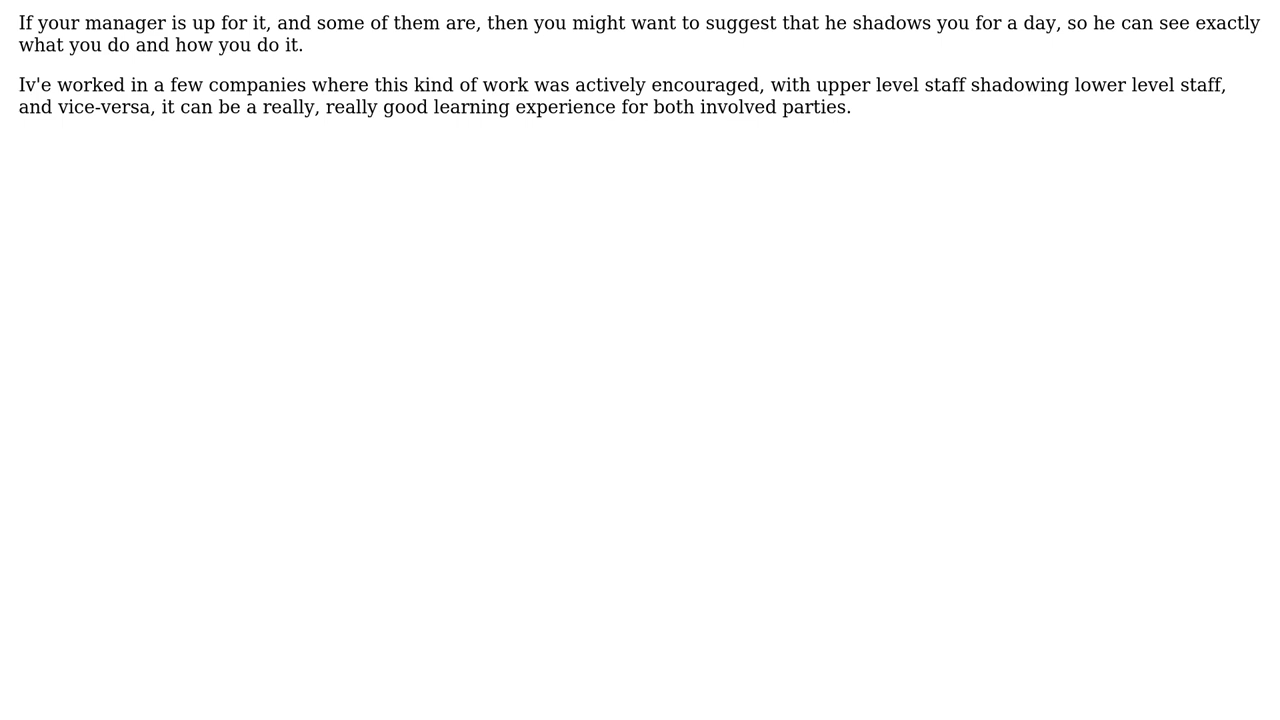 If your manager is up for it, and some of them are, then you might want to suggest that he shadows you for a day, so he can see exactly
what you do and how you do it.
Iv'e worked in a few companies where this kind of work was actively encouraged, with upper level staff shadowing lower level staff,
and vice-versa, it can be a really, really good learning experience for both involved parties.